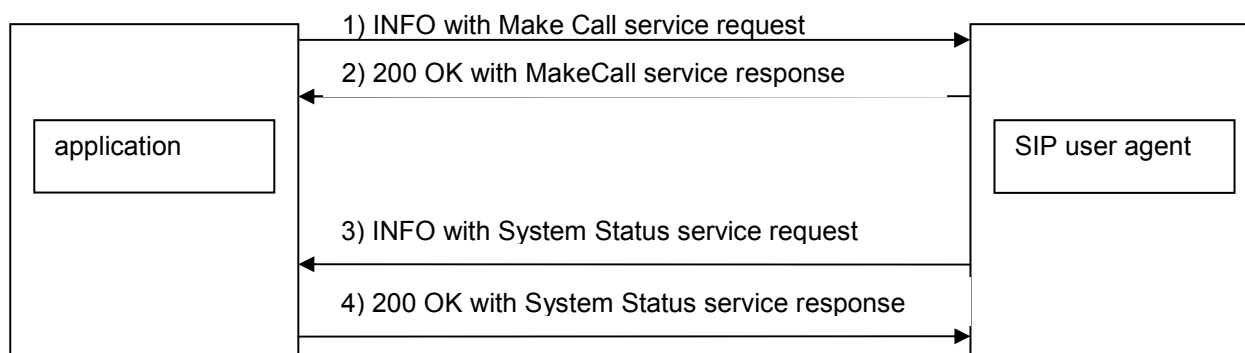 1) INFO with Make Call service request
2) 200 OK with MakeCall service response
application
SIP user agent
3) INFO with System Status service request
4) 200 OK with System Status service response